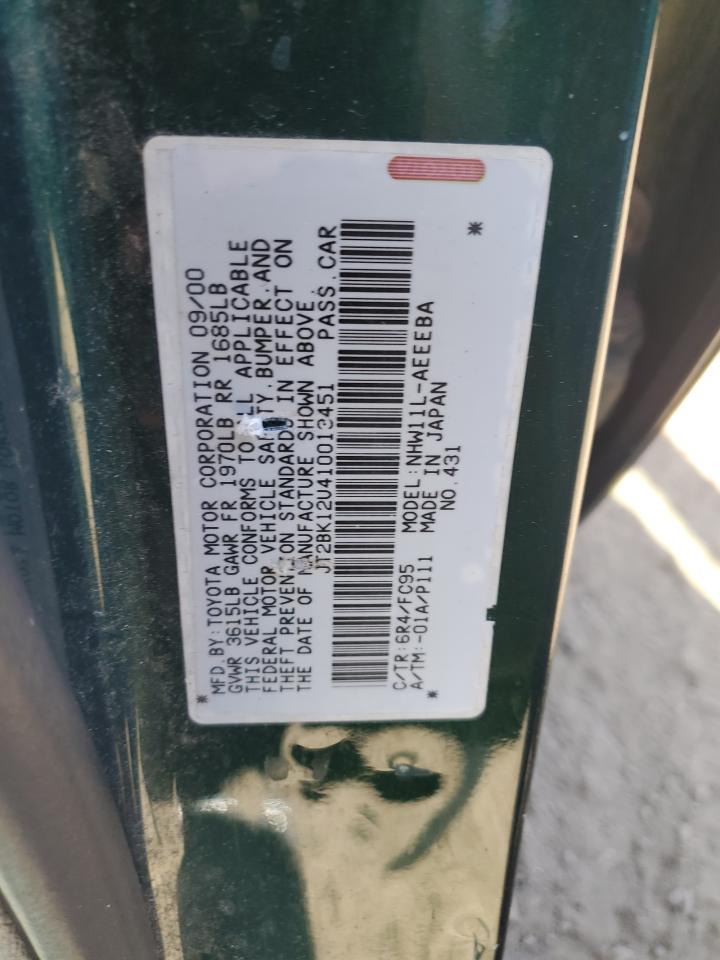 MFD. BY: TOYOTA MOTOR CORPORATION 09/00
GVWR 3615LB GAWR FR 1970LB RR 1685LB
THIS VEHICLE CONFORMS TO ALL APPLICABLE
FEDERAL MOTOR VEHICLE SAFETY, BUMPER, AND
THEFT PREVENTION STANDARDS IN EFFECT ON
THE DATE OF MANUFACTURE SHOWN ABOVE.
JT2BK12U410013451 PASS. CAR
C/TR: 6R4/FC95 MODEL: NHW11L-AEEEBA
A/TM: -01A/P111 MADE IN JAPAN
NO. 431